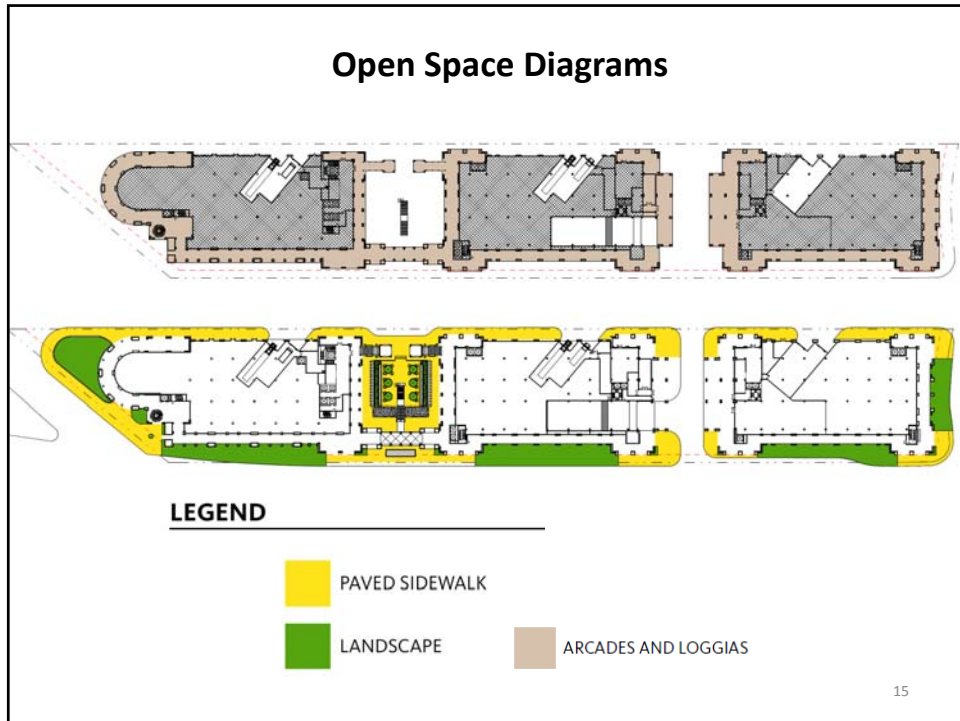 Open Space Diagrams
LEGEND
PAVED SIDEWALK
LANDSCAPE
ARCADES AND LOGGIAS
15